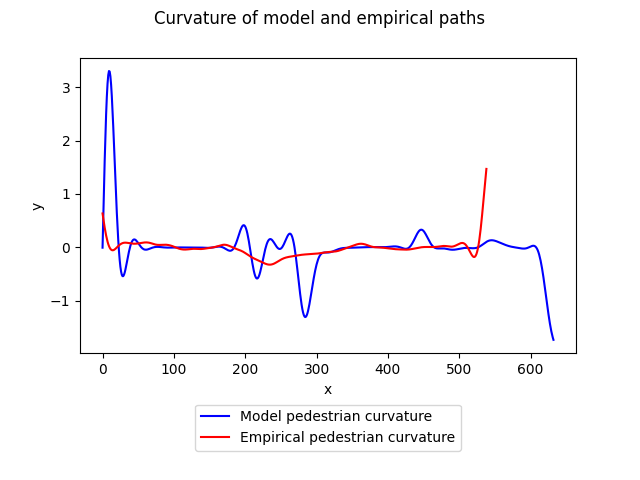 Curvature of model and empirical paths
3
2
1
0
−1
y
0 100 200 300 400 500 600
x
Model pedestrian curvature
Empirical pedestrian curvature